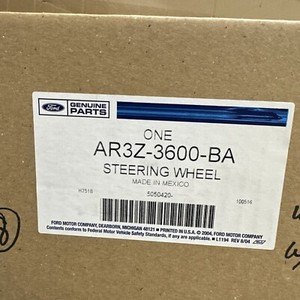 Ford
GENUINE
PARTS
ONE
AR3Z-3600-BA
STEERING WHEEL
MADE IN MEXICO
5050420-
FORD MOTOR COMPANY, DEARBORN, MICHIGAN 48121 ▶ PRINTED IN U.S.A. © 2004, FORD MOTOR COMPANY
Contents conform to Federal Motor Vehicle Safety Standards, if any are applicable. ■ L1194 REV 8/04